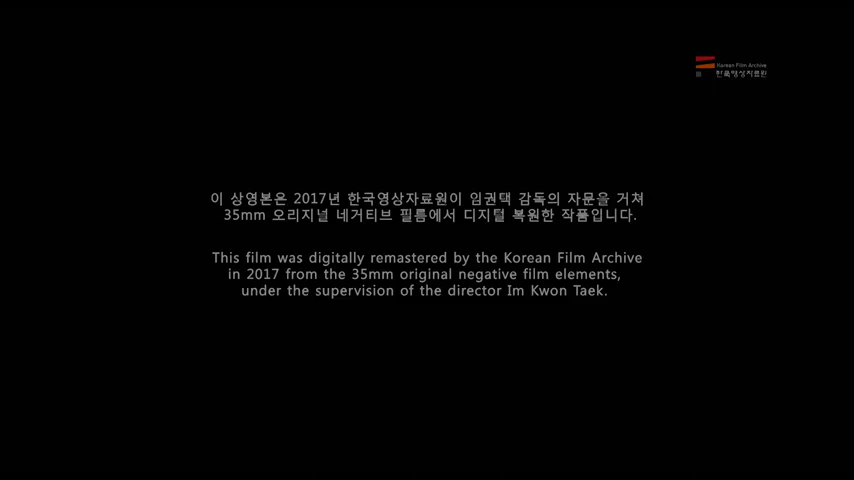 Korean Film Archive
한국영상자료원
이 상영본은 2017년 한국영상자료원이 임권택 감독의 자문을 거쳐
35mm 오리지널 네거티브 필름에서 디지털 복원한 작품입니다.
This film was digitally remastered by the Korean Film Archive
in 2017 from the 35mm original negative film elements,
under the supervision of the director Im Kwon Taek.